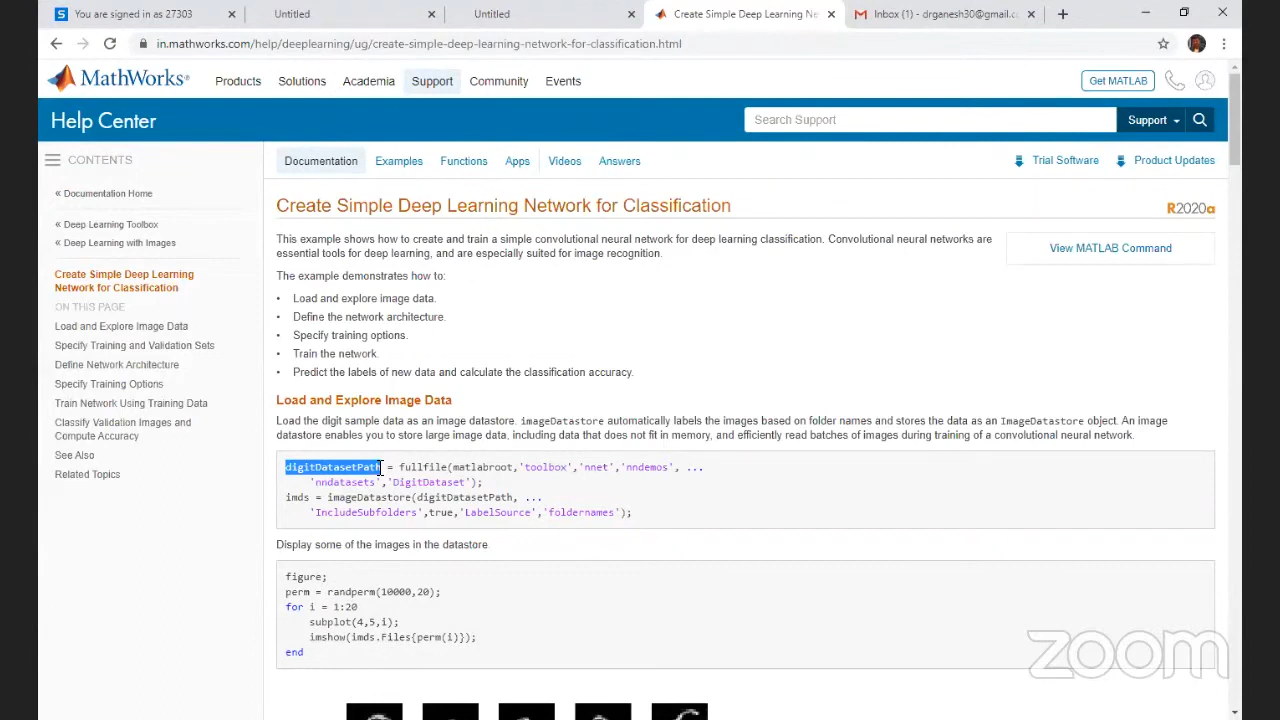 You are signed in as 27303
Untitled
Untitled
Create Simple Deep Learning Ne
Inbox (1) - drganesh30@gmail.c
in.mathworks.com/help/deeplearning/ug/create-simple-deep-learning-network-for-classification.html
MathWorks®
Products
Solutions
Academia
Support
Community
Events
Get MATLAB
Help Center
Search Support
Support
CONTENTS
Documentation
Examples
Functions
Apps
Videos
Answers
Trial Software
Product Updates
« Documentation Home
« Deep Learning Toolbox
« Deep Learning with Images
Create Simple Deep Learning
Network for Classification
ON THIS PAGE
Load and Explore Image Data
Specify Training and Validation Sets
Define Network Architecture
Specify Training Options
Train Network Using Training Data
Classify Validation Images and
Compute Accuracy
See Also
Related Topics
Create Simple Deep Learning Network for Classification
R2020a
This example shows how to create and train a simple convolutional neural network for deep learning classification. Convolutional neural networks are
essential tools for deep learning, and are especially suited for image recognition.
View MATLAB Command
The example demonstrates how to:
• Load and explore image data.
• Define the network architecture.
• Specify training options.
• Train the network.
• Predict the labels of new data and calculate the classification accuracy.
Load and Explore Image Data
Load the digit sample data as an image datastore. imageDatastore automatically labels the images based on folder names and stores the data as an ImageDatastore object. An image
datastore enables you to store large image data, including data that does not fit in memory, and efficiently read batches of images during training of a convolutional neural network.
digitDatasetPath = fullfile(matlabroot,'toolbox','nnet','nndemos', ...
'nndatasets','DigitDataset');
imds = imageDatastore(digitDatasetPath, ...
'IncludeSubfolders',true,'LabelSource','foldernames');
Display some of the images in the datastore.
figure;
perm = randperm(10000,20);
for i = 1:20
subplot(4,5,i);
imshow(imds.Files{perm(i)});
end
zoom